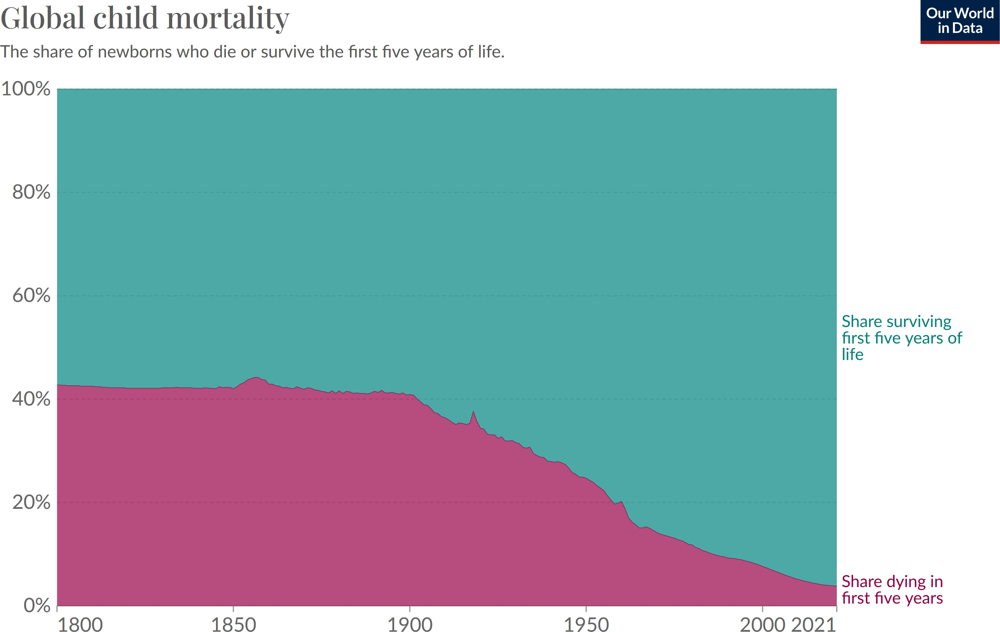 Global child mortality
Our World
in Data
The share of newborns who die or survive the first five years of life.
100%
80%
60%
40%
20%
0%
Share surviving
first five years of
life
Share dying in
first five years
1800 1850 1900 1950 2000 2021